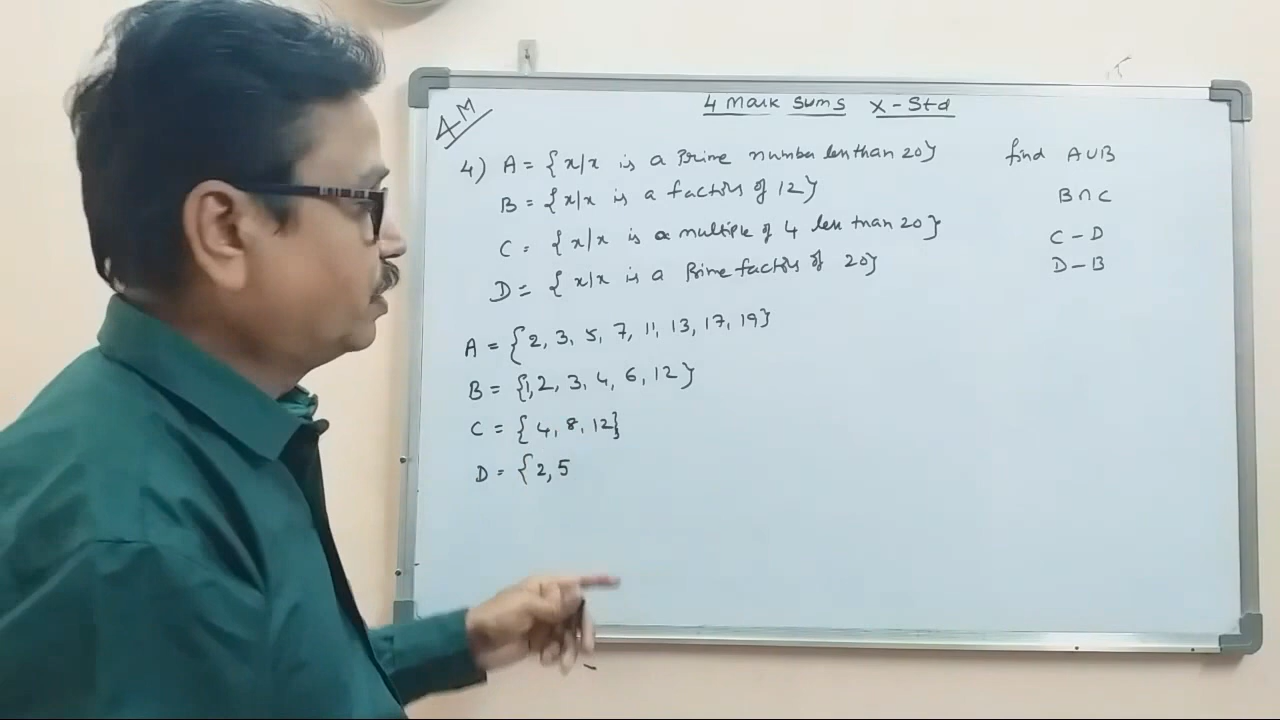 4 Mark Sums X-Std
4M
4) A = {x/x is a Prime number less than 20} find A∪B
B = {x/x is a factors of 12} B∩C
C = {x/x is a multiple of 4 less than 20} C-D
D = {x/x is a Prime factors of 20} D-B
A = {2, 3, 5, 7, 11, 13, 17, 19}
B = {1, 2, 3, 4, 6, 12}
C = {4, 8, 12}
D = {2, 5